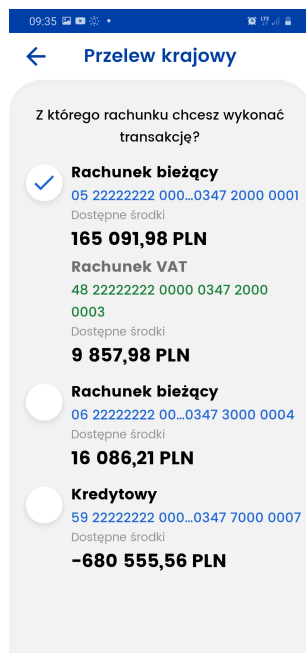 09:35
LTE
Przelew krajowy
Z którego rachunku chcesz wykonać
transakcję?
Rachunek bieżący
05 22222222 000...0347 2000 0001
Dostępne środki
165 091,98 PLN
Rachunek VAT
48 22222222 0000 0347 2000
0003
Dostępne środki
9 857,98 PLN
Rachunek bieżący
06 22222222 00...0347 3000 0004
Dostępne środki
16 086,21 PLN
Kredytowy
59 22222222 000...0347 7000 0007
Dostępne środki
-680 555,56 PLN